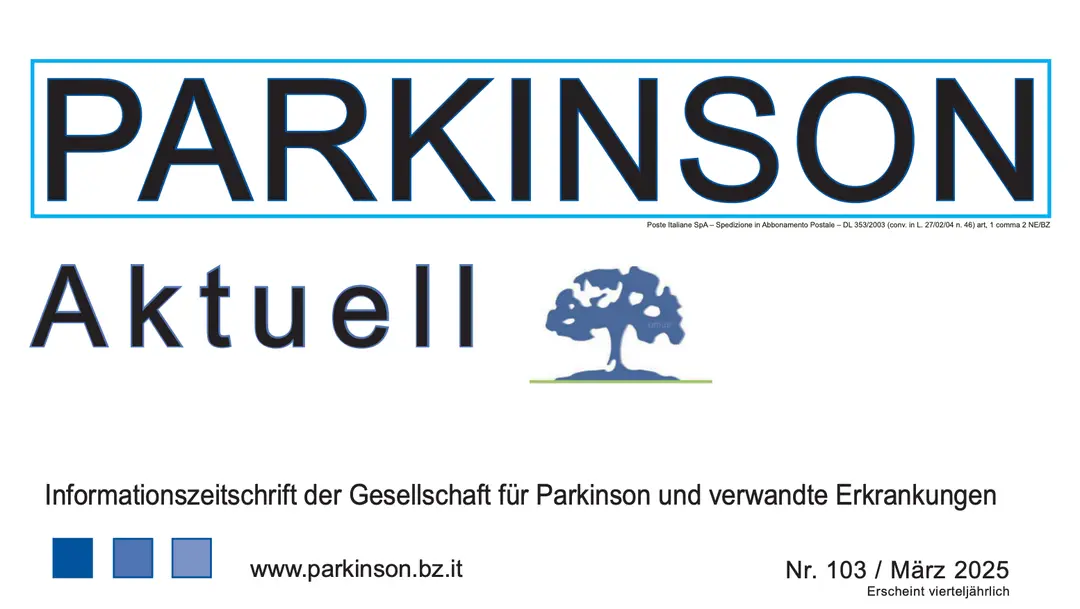 PARKINSON
Poste Italiane SpA – Spedizione in Abbonamento Postale – DL 353/2003 (conv. in L. 27/02/04 n. 46) art, 1 comma 2 NE/BZ
Aktuell
Informationszeitschrift der Gesellschaft für Parkinson und verwandte Erkrankungen
www.parkinson.bz.it
Nr. 103 / März 2025
Erscheint vierteljährlich